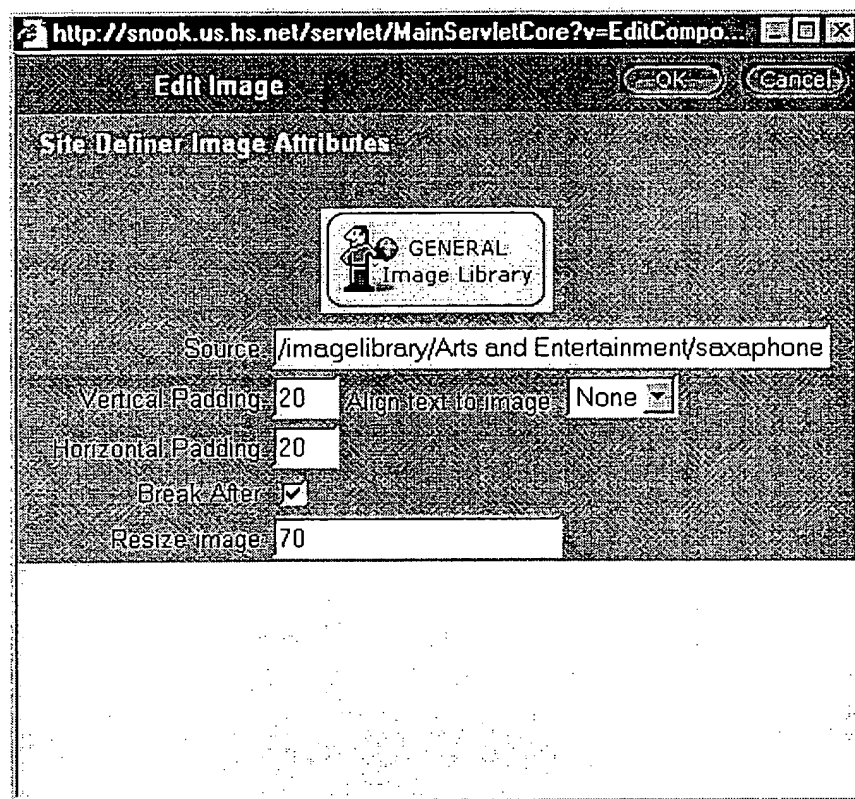 http://snook.us.hs.net/servlet/MainServletCore?v=EditCompo...
Edit Image OK Cancel
Site Definer Image Attributes
GENERAL
Image Library
Source /imagelibrary/Arts and Entertainment/saxaphone
Vertical Padding 20 Align text to image None
Horizontal Padding 20
Break After
Resize image 70